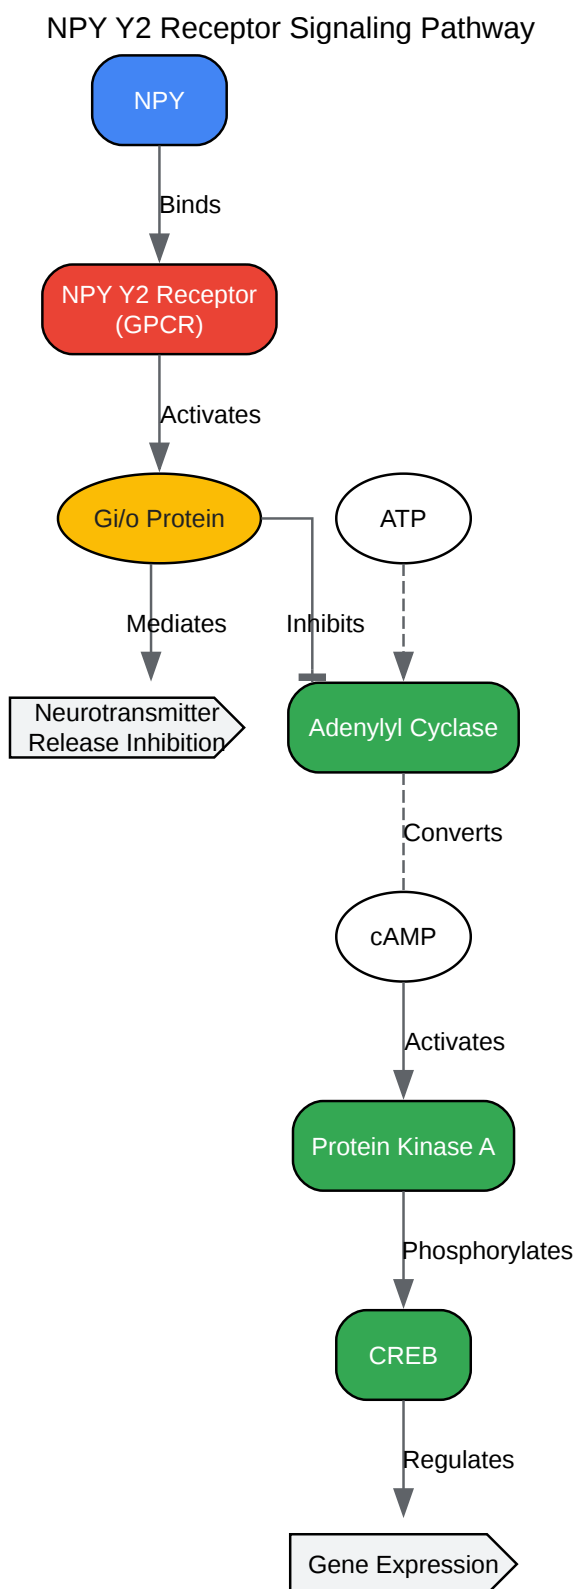 NPY Y2 Receptor Signaling Pathway
NPY
Binds
NPY Y2 Receptor
(GPCR)
Activates
Gi/o Protein
ATP
Mediates
Inhibits
Neurotransmitter
Release Inhibition
Adenylyl Cyclase
Converts
cAMP
Activates
Protein Kinase A
Phosphorylates
CREB
Regulates
Gene Expression